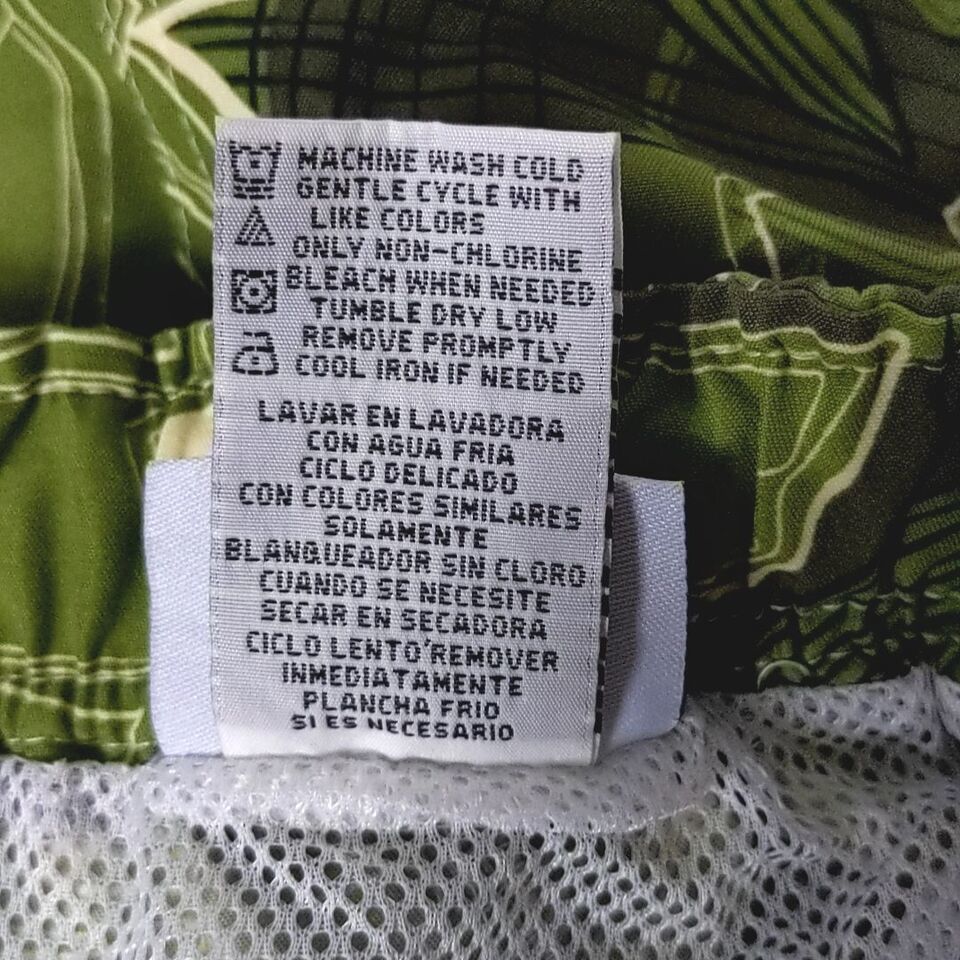 MACHINE WASH COLD
GENTLE CYCLE WITH
LIKE COLORS
ONLY NON-CHLORINE
BLEACH WHEN NEEDED
TUMBLE DRY LOW
REMOVE PROMPTLY
COOL IRON IF NEEDED
LAVAR EN LAVADORA
CON AGUA FRIA
CICLO DELICADO
CON COLORES SIMILARES
SOLAMENTE
BLANQUEADOR SIN CLORO
CUANDO SE NECESITE
SECAR EN SECADORA
CICLO LENTO'REMOVER
INMEDIATAMENTE
PLANCHA FRIO
SI ES NECESARIO